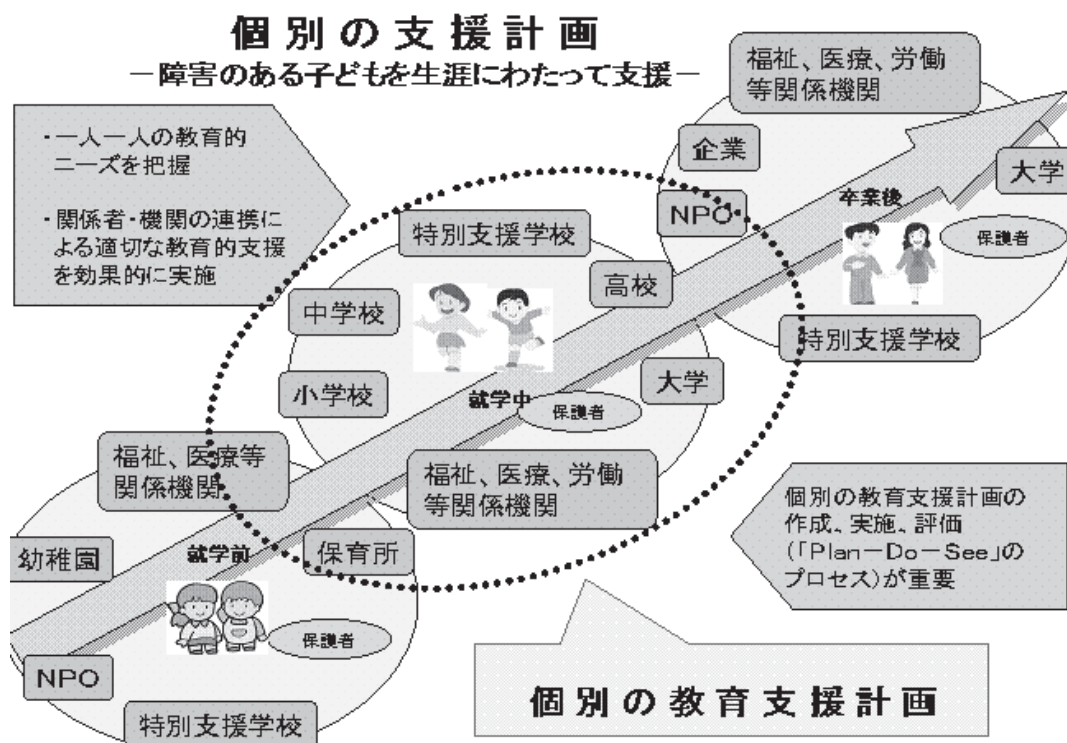 個別の支援計画
－障害のある子どもを生涯にわたって支援－
・一人一人の教育的
ニーズを把握
・関係者・機関の連携に
よる適切な教育的支援
を効果的に実施
福祉、医療、労働
等関係機関
企業
NPO
大学
卒業後
保護者
特別支援学校
特別支援学校
中学校
高校
小学校
就学中
保護者
大学
福祉、医療、労働
等関係機関
福祉、医療等
関係機関
幼稚園
就学前
保育所
保護者
NPO
特別支援学校
個別の教育支援計画の
作成、実施、評価
(「Plan－Do－See」の
プロセス)が重要
個別の教育支援計画